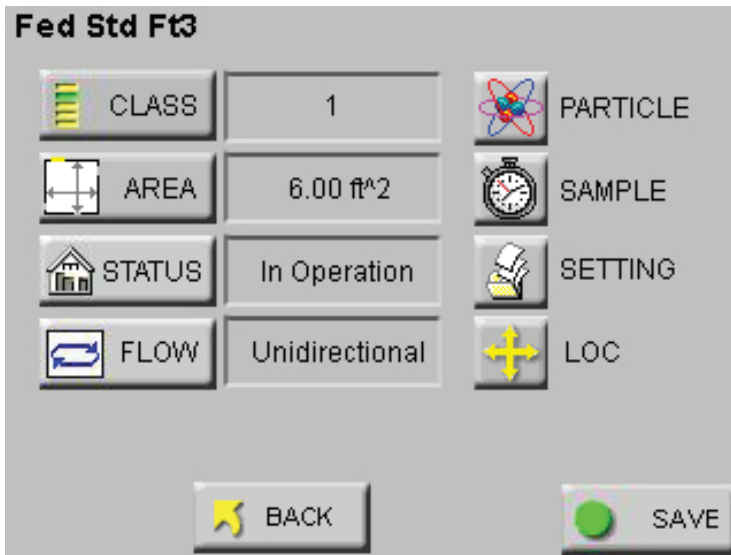 Fed Std Ft3
CLASS 1 PARTICLE
AREA 6.00 ft^2 SAMPLE
STATUS In Operation SETTING
FLOW Unidirectional LOC
BACK SAVE